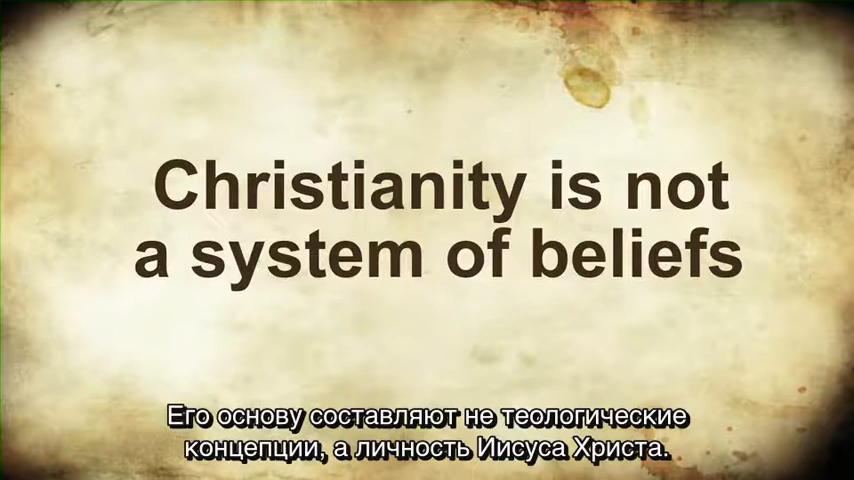 Christianity is not
a system of beliefs
Его основу составляют не теологические
концепции, а личность Иисуса Христа.